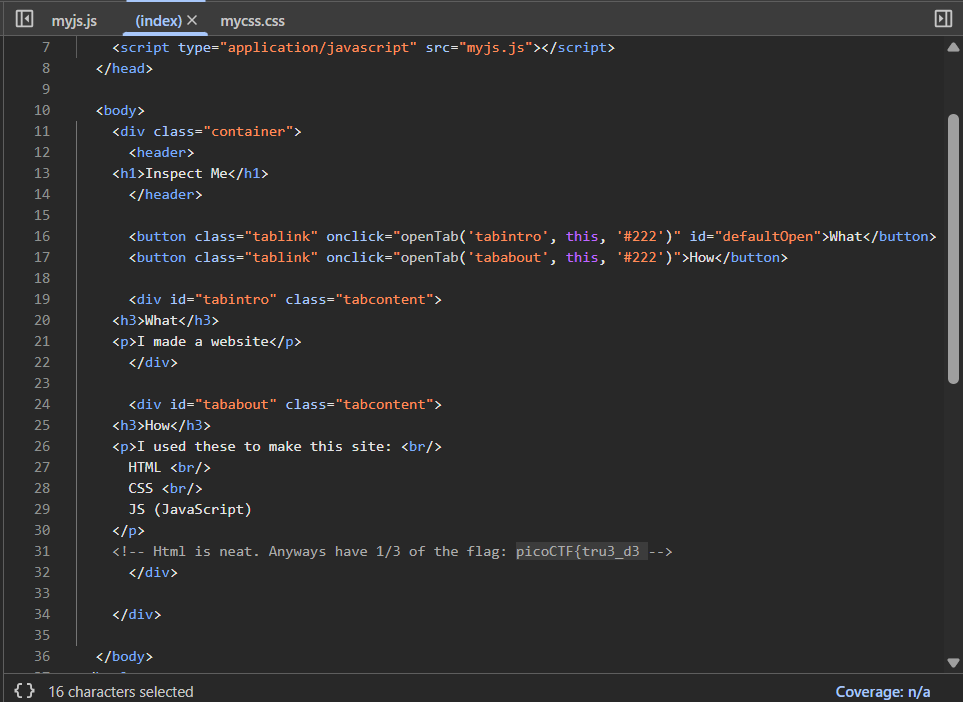 myjs.js (index) mycss.css
7 <script type="application/javascript" src="myjs.js"></script>
8 </head>
9
10 <body>
11 <div class="container">
12 <header>
13 <h1>Inspect Me</h1>
14 </header>
15
16 <button class="tablink" onclick="openTab('tabintro', this, '#222')" id="defaultOpen">What</button>
17 <button class="tablink" onclick="openTab('tababout', this, '#222')">How</button>
18
19 <div id="tabintro" class="tabcontent">
20 <h3>What</h3>
21 <p>I made a website</p>
22 </div>
23
24 <div id="tababout" class="tabcontent">
25 <h3>How</h3>
26 <p>I used these to make this site: <br/>
27 HTML <br/>
28 CSS <br/>
29 JS (JavaScript)
30 </p>
31 <!-- Html is neat. Anyways have 1/3 of the flag: picoCTF{tru3_d3 -->
32 </div>
33
34 </div>
35
36 </body>
{} 16 characters selected Coverage: n/a